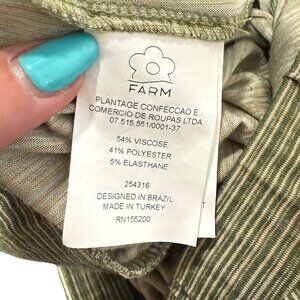 FARM
PLANTAGE CONFECCAO E
COMERCIO DE ROUPAS LTDA
07.515.551/0001-37
54% VISCOSE
41% POLYESTER
5% ELASTHANE
254316
DESIGNED IN BRAZIL
MADE IN TURKEY
RN155200